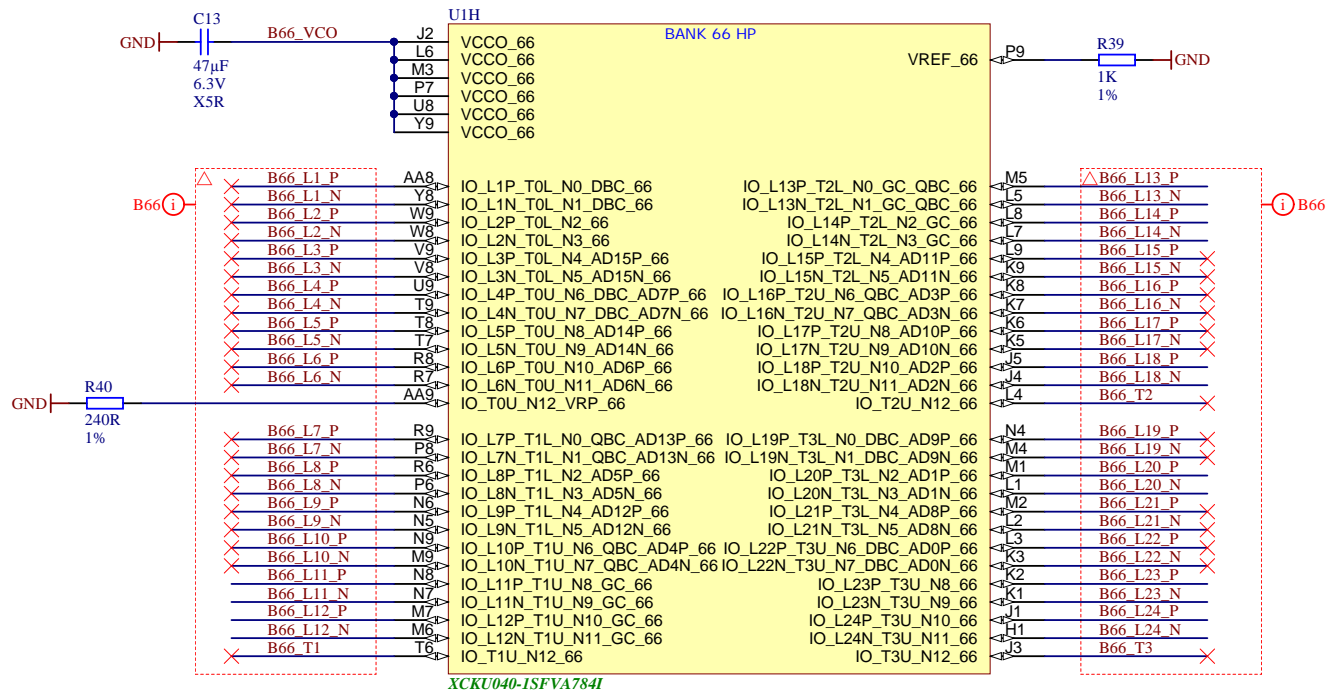 U1H
BANK 66 HP
C13
GND
47µF
6.3V
X5R
B66_VCO
J2 VCCO_66
L6 VCCO_66
M3 VCCO_66
P7 VCCO_66
U8 VCCO_66
Y9 VCCO_66
VREF_66 P9
R39
1K
1%
GND
B66 i
B66_L1_P AA8 IO_L1P_T0L_N0_DBC_66
B66_L1_N Y8 IO_L1N_T0L_N1_DBC_66
B66_L2_P W9 IO_L2P_T0L_N2_66
B66_L2_N W8 IO_L2N_T0L_N3_66
B66_L3_P V9 IO_L3P_T0L_N4_AD15P_66
B66_L3_N V8 IO_L3N_T0L_N5_AD15N_66
B66_L4_P U9 IO_L4P_T0U_N6_DBC_AD7P_66
B66_L4_N T9 IO_L4N_T0U_N7_DBC_AD7N_66
B66_L5_P T8 IO_L5P_T0U_N8_AD14P_66
B66_L5_N T7 IO_L5N_T0U_N9_AD14N_66
B66_L6_P R8 IO_L6P_T0U_N10_AD6P_66
B66_L6_N R7 IO_L6N_T0U_N11_AD6N_66
AA9 IO_T0U_N12_VRP_66
R40
GND
240R
1%
B66_L7_P R9 IO_L7P_T1L_N0_QBC_AD13P_66
B66_L7_N P8 IO_L7N_T1L_N1_QBC_AD13N_66
B66_L8_P R6 IO_L8P_T1L_N2_AD5P_66
B66_L8_N P6 IO_L8N_T1L_N3_AD5N_66
B66_L9_P N6 IO_L9P_T1L_N4_AD12P_66
B66_L9_N N5 IO_L9N_T1L_N5_AD12N_66
B66_L10_P N9 IO_L10P_T1U_N6_QBC_AD4P_66
B66_L10_N M9 IO_L10N_T1U_N7_QBC_AD4N_66
B66_L11_P N8 IO_L11P_T1U_N8_GC_66
B66_L11_N N7 IO_L11N_T1U_N9_GC_66
B66_L12_P M7 IO_L12P_T1U_N10_GC_66
B66_L12_N M6 IO_L12N_T1U_N11_GC_66
B66_T1 T6 IO_T1U_N12_66
IO_L13P_T2L_N0_GC_QBC_66 M5 B66_L13_P
IO_L13N_T2L_N1_GC_QBC_66 L5 B66_L13_N
IO_L14P_T2L_N2_GC_66 L8 B66_L14_P
IO_L14N_T2L_N3_GC_66 L7 B66_L14_N
IO_L15P_T2L_N4_AD11P_66 L9 B66_L15_P
IO_L15N_T2L_N5_AD11N_66 K9 B66_L15_N
IO_L16P_T2U_N6_QBC_AD3P_66 K8 B66_L16_P
IO_L16N_T2U_N7_QBC_AD3N_66 K7 B66_L16_N
IO_L17P_T2U_N8_AD10P_66 K6 B66_L17_P
IO_L17N_T2U_N9_AD10N_66 K5 B66_L17_N
IO_L18P_T2U_N10_AD2P_66 J5 B66_L18_P
IO_L18N_T2U_N11_AD2N_66 J4 B66_L18_N
IO_T2U_N12_66 L4 B66_T2
IO_L19P_T3L_N0_DBC_AD9P_66 N4 B66_L19_P
IO_L19N_T3L_N1_DBC_AD9N_66 M4 B66_L19_N
IO_L20P_T3L_N2_AD1P_66 M1 B66_L20_P
IO_L20N_T3L_N3_AD1N_66 L1 B66_L20_N
IO_L21P_T3L_N4_AD8P_66 M2 B66_L21_P
IO_L21N_T3L_N5_AD8N_66 L2 B66_L21_N
IO_L22P_T3U_N6_DBC_AD0P_66 L3 B66_L22_P
IO_L22N_T3U_N7_DBC_AD0N_66 K3 B66_L22_N
IO_L23P_T3U_N8_66 K2 B66_L23_P
IO_L23N_T3U_N9_66 K1 B66_L23_N
IO_L24P_T3U_N10_66 J1 B66_L24_P
IO_L24N_T3U_N11_66 H1 B66_L24_N
IO_T3U_N12_66 J3 B66_T3
i B66
XCKU040-1SFVA784I